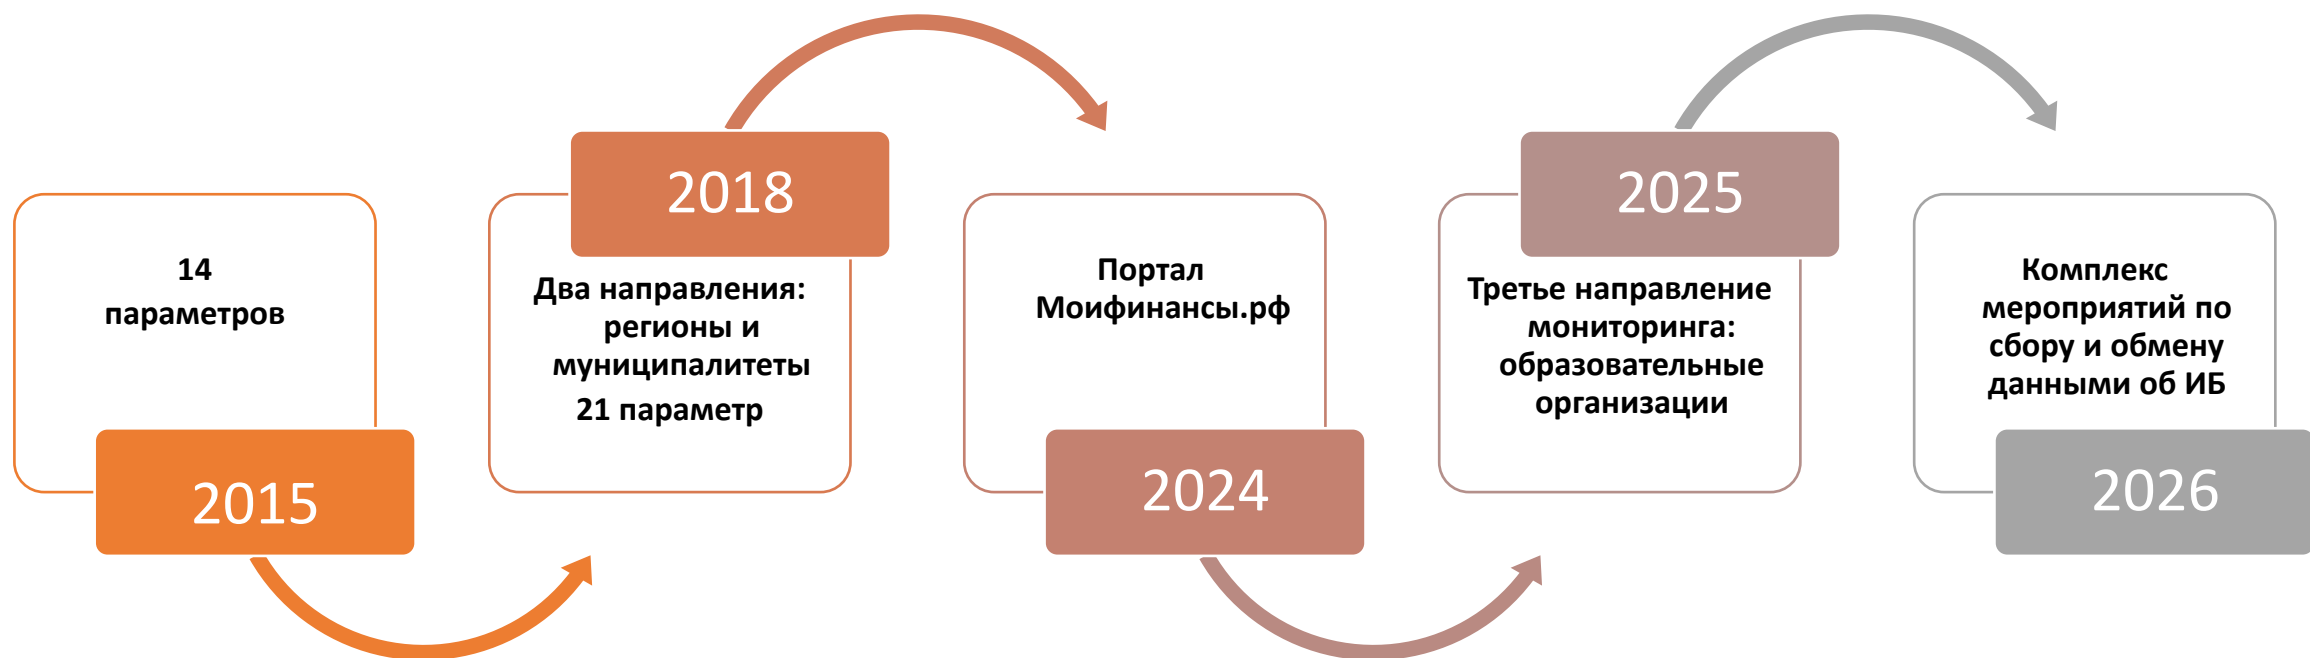 14
параметров
2015
2018
Два направления:
регионы и
муниципалитеты
21 параметр
Портал
Моифинансы.рф
2024
2025
Третье направление
мониторинга:
образовательные
организации
Комплекс
мероприятий по
сбору и обмену
данными об ИБ
2026